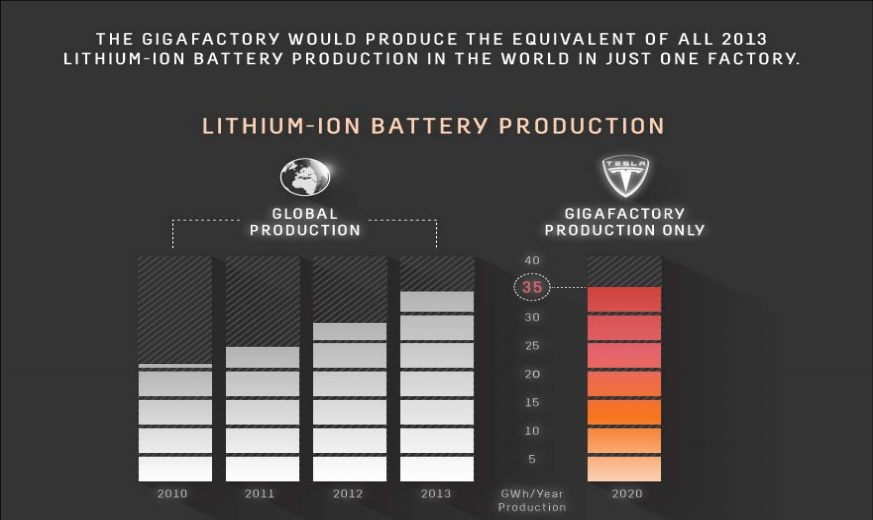 THE GIGAFACTORY WOULD PRODUCE THE EQUIVALENT OF ALL 2013
LITHIUM-ION BATTERY PRODUCTION IN THE WORLD IN JUST ONE FACTORY.
LITHIUM-ION BATTERY PRODUCTION
TESLA
GLOBAL
PRODUCTION
GIGAFACTORY
PRODUCTION ONLY
40
35
30
25
20
15
10
5
2010
2011
2012
2013
GWh/Year
Production
2020